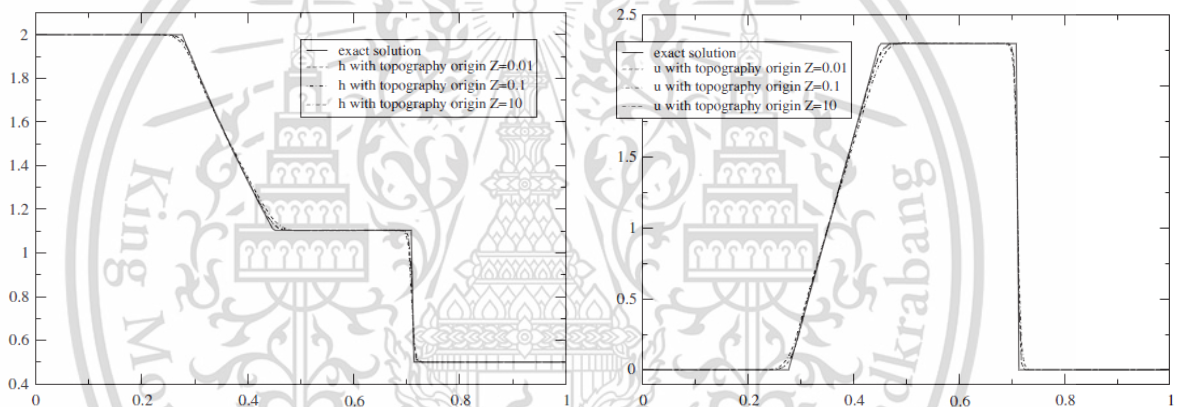 2
1.8
1.6
1.4
1.2
1
0.8
0.6
0.4
0
0.2
0.4
0.6
0.8
1
exact solution
h with topography origin Z=0.01
h with topography origin Z=0.1
h with topography origin Z=10
2.5
1.5
1
0.5
0
0
0.2
0.4
0.6
0.8
1
exact solution
u with topography origin Z=0.01
u with topography origin Z=0.1
u with topography origin Z=10
King Mo
dkrabang